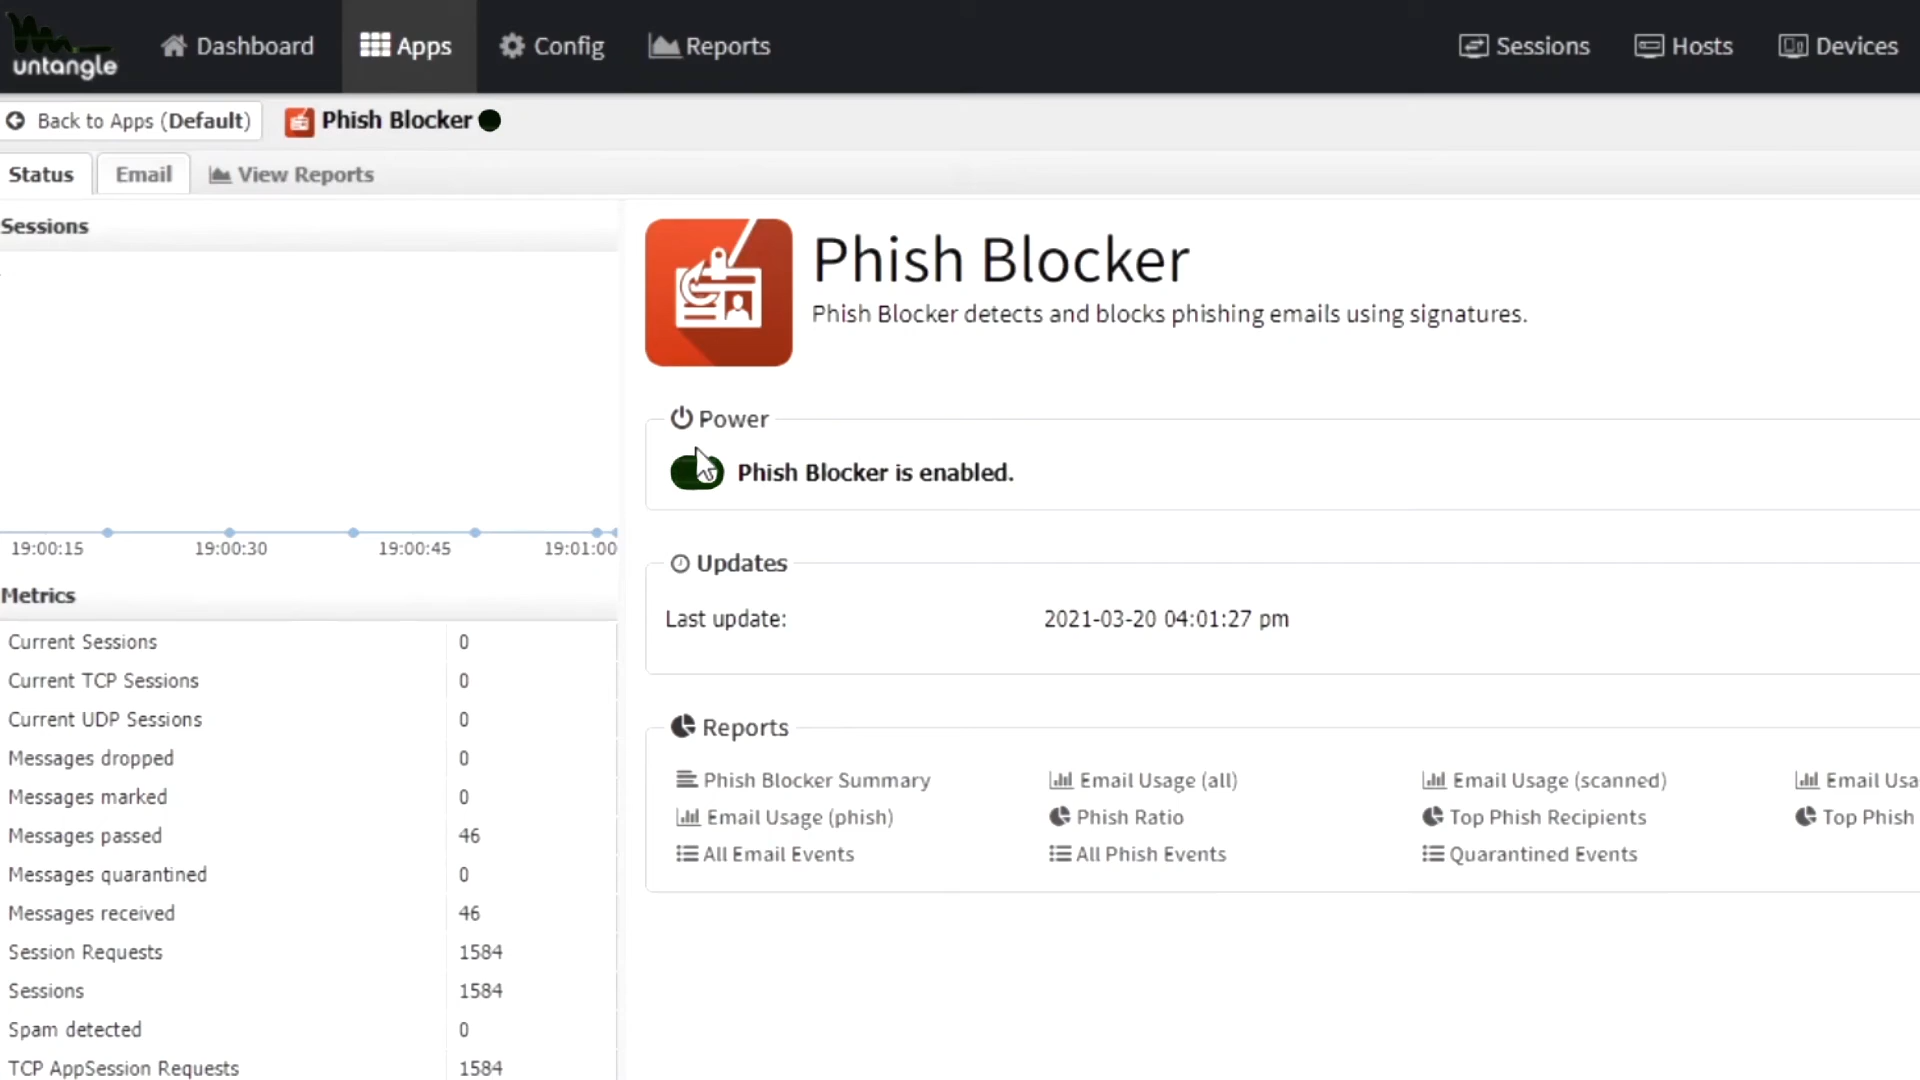 untangle Dashboard Apps Config Reports Sessions Hosts Devices
Back to Apps (Default) Phish Blocker
Status Email View Reports
Sessions
19:00:15 19:00:30 19:00:45 19:01:00
Metrics
Current Sessions 0
Current TCP Sessions 0
Current UDP Sessions 0
Messages dropped 0
Messages marked 0
Messages passed 46
Messages quarantined 0
Messages received 46
Session Requests 1584
Sessions 1584
Spam detected 0
TCP AppSession Requests 1584
Phish Blocker
Phish Blocker detects and blocks phishing emails using signatures.
Power
Phish Blocker is enabled.
Updates
Last update: 2021-03-20 04:01:27 pm
Reports
Phish Blocker Summary Email Usage (all) Email Usage (scanned) Email Usa
Email Usage (phish) Phish Ratio Top Phish Recipients Top Phish
All Email Events All Phish Events Quarantined Events